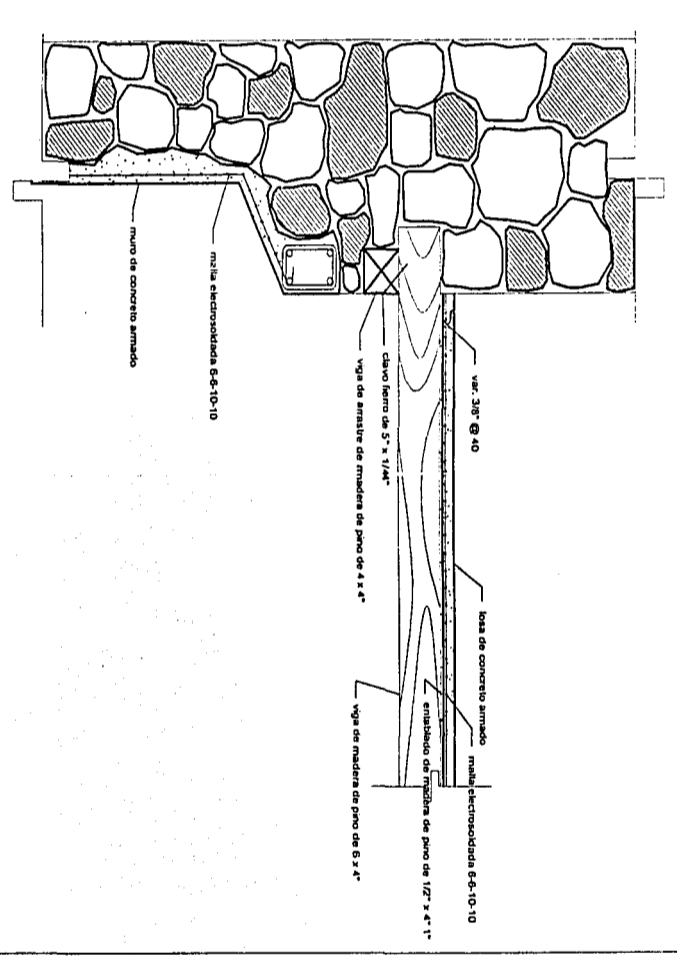 losa de concreto armado
malla electrosoldada 6-6-10-10
var. 3/8" @ 40
entablado de madera de pino de 1/2" x 4" 1"
clavo fierro de 5" x 1/44"
viga de arrastre de madera de pino de 4 x 4"
viga de madera de pino de 6 x 4"
malla electrosoldada 6-6-10-10
muro de concreto armado